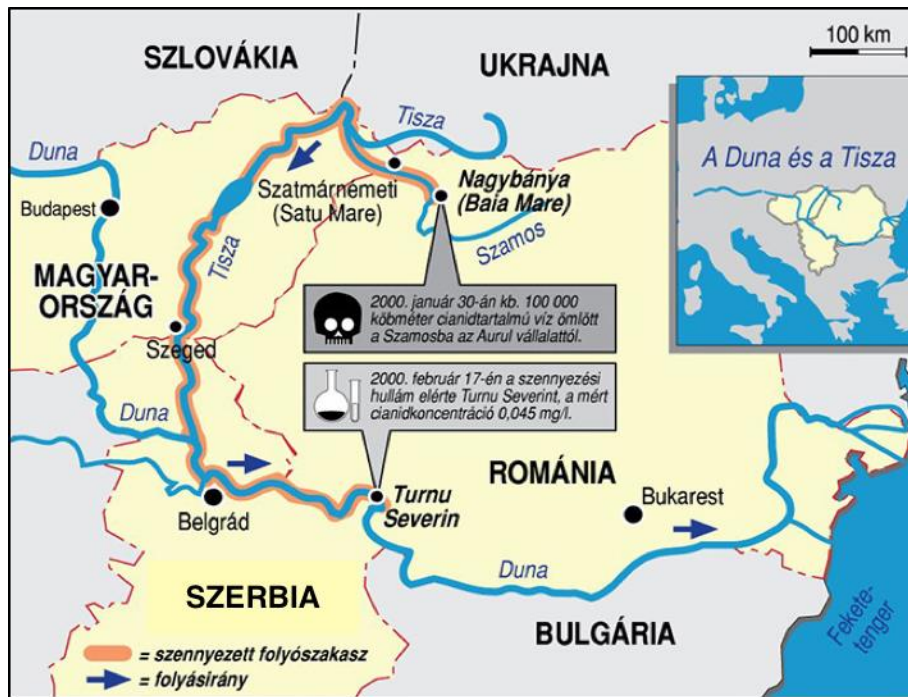 100 km
SZLOVÁKIA
UKRAJNA
Tisza
Duna
A Duna és a Tisza
Szatmárnémeti
(Satu Mare)
Nagybánya
(Baia Mare)
Budapest
Szamos
Tisza
MAGYAR-
ORSZÁG
2000. január 30-án kb. 100 000
köbméter cianidtartalmú víz ömlött
a Szamosba az Aurul vállalattól.
Szeged
2000. február 17-én a szennyezési
hullám elérte Turnu Severint, a mért
cianidkoncentráció 0,045 mg/l.
Duna
ROMÁNIA
Turnu
Severin
Bukarest
Belgrád
Duna
SZERBIA
BULGÁRIA
Fekete-
tenger
= szennyezett folyószakasz
= folyásirány